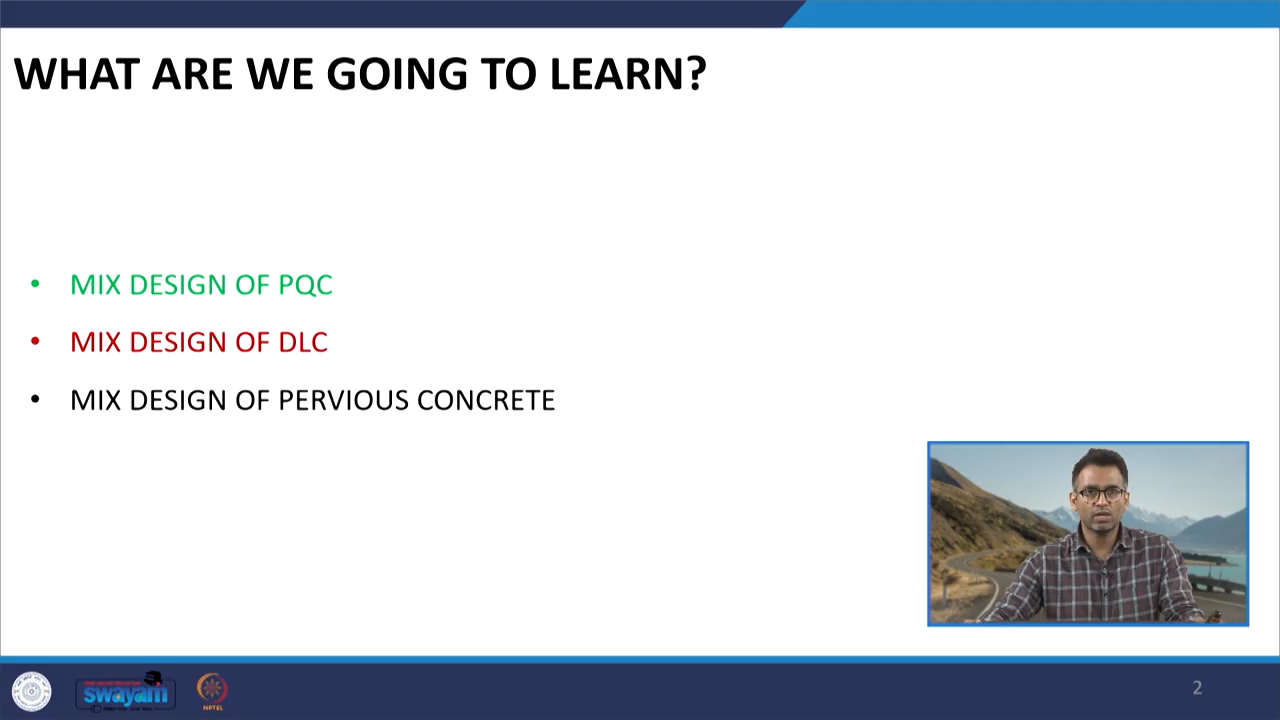 WHAT ARE WE GOING TO LEARN?
• MIX DESIGN OF PQC
• MIX DESIGN OF DLC
• MIX DESIGN OF PERVIOUS CONCRETE
swayam
NPTEL
2